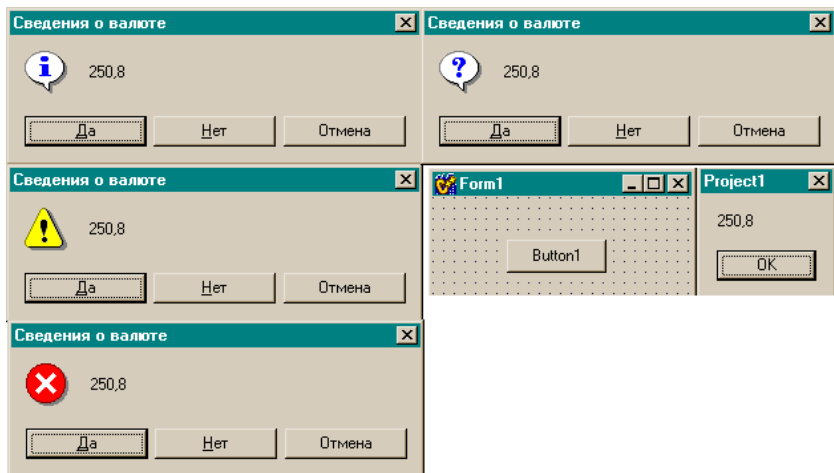 Сведения о валюте
250,8
Да Нет Отмена
Сведения о валюте
250,8
Да Нет Отмена
Сведения о валюте
250,8
Да Нет Отмена
Form1
Button1
Project1
250,8
OK
Сведения о валюте
250,8
Да Нет Отмена